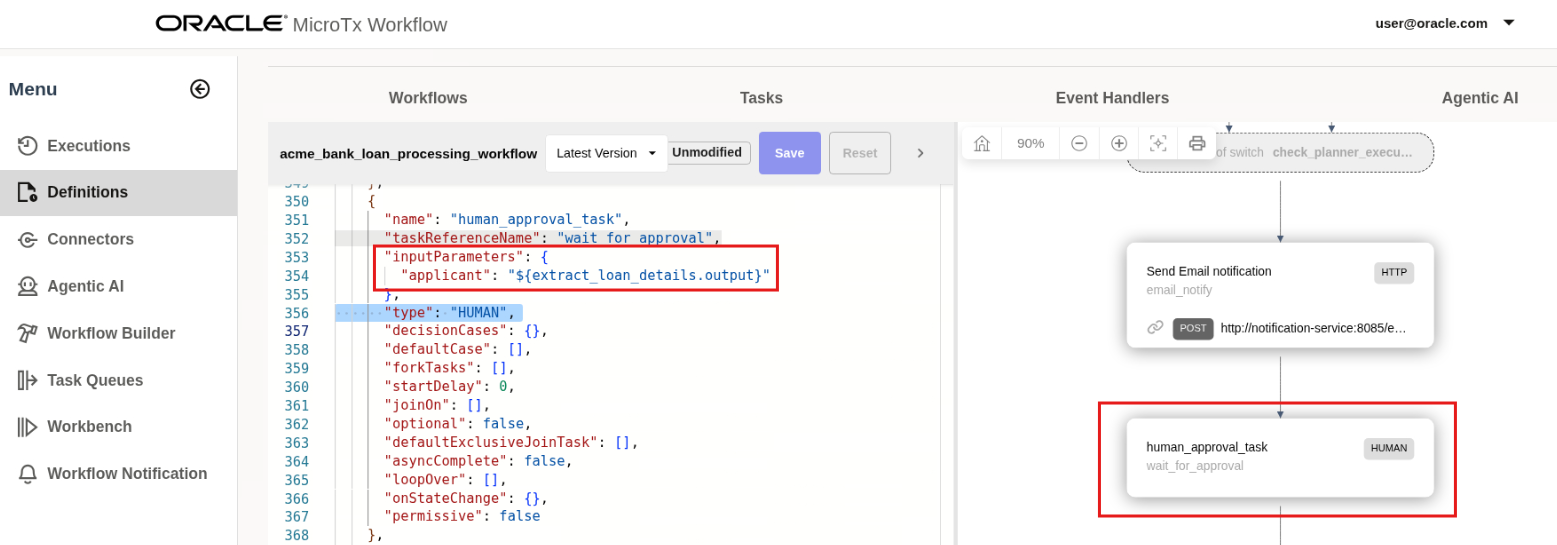 ORACLE® MicroTx Workflow
user@oracle.com
Menu
Executions
Definitions
Connectors
Agentic AI
Workflow Builder
Task Queues
Workbench
Workflow Notification
Workflows
Tasks
Event Handlers
Agentic AI
acme_bank_loan_processing_workflow
Latest Version
Unmodified
Save
Reset
349 },
350 {
351 "name": "human_approval_task",
352 "taskReferenceName": "wait_for_approval",
353 "inputParameters": {
354 "applicant": "${extract_loan_details.output}"
355 },
356 "type": "HUMAN",
357 "decisionCases": {},
358 "defaultCase": [],
359 "forkTasks": [],
360 "startDelay": 0,
361 "joinOn": [],
362 "optional": false,
363 "defaultExclusiveJoinTask": [],
364 "asyncComplete": false,
365 "loopOver": [],
366 "onStateChange": {},
367 "permissive": false
368 },
90%
of switch check_planner_execu...
Send Email notification
HTTP
email_notify
POST http://notification-service:8085/e...
human_approval_task
HUMAN
wait_for_approval